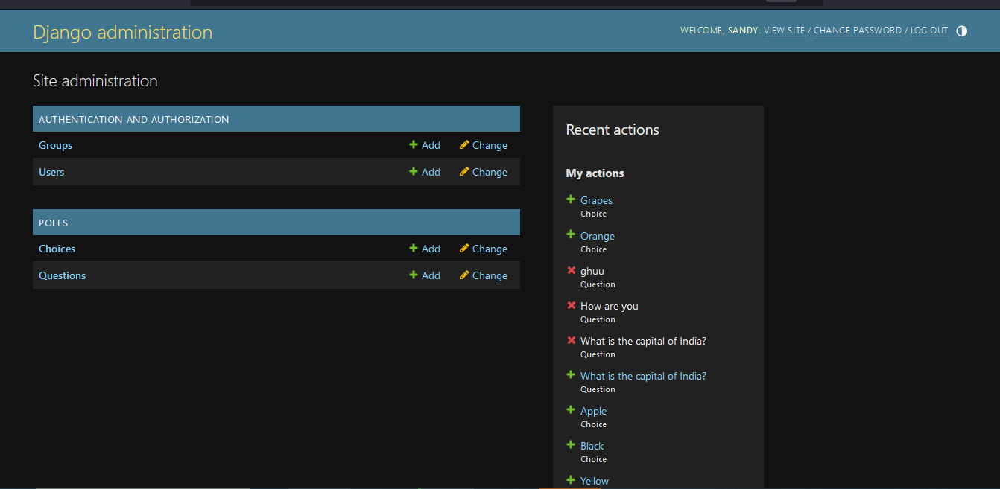 Django administration
WELCOME, SANDY. VIEW SITE / CHANGE PASSWORD / LOG OUT
Site administration
AUTHENTICATION AND AUTHORIZATION
Groups Add Change
Users Add Change
POLLS
Choices Add Change
Questions Add Change
Recent actions
My actions
Grapes
Choice
Orange
Choice
ghuu
Question
How are you
Question
What is the capital of India?
Question
What is the capital of India?
Question
Apple
Choice
Black
Choice
Yellow